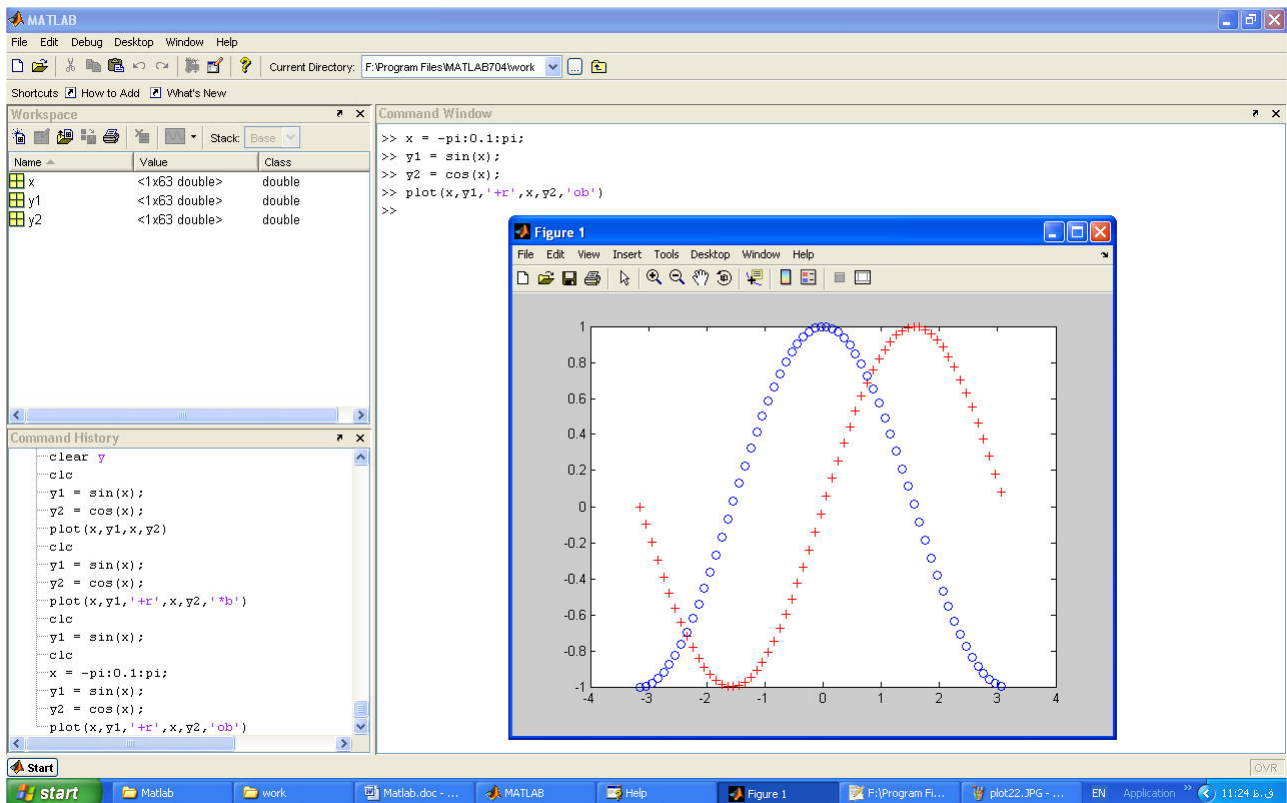 MATLAB
File Edit Debug Desktop Window Help
Current Directory: F:\Program Files\MATLAB704\work
Shortcuts How to Add What's New
Workspace
Stack: Base
Name Value Class
x <1x63 double> double
y1 <1x63 double> double
y2 <1x63 double> double
Command History
clear y
clc
y1 = sin(x);
y2 = cos(x);
plot(x,y1,x,y2)
clc
y1 = sin(x);
y2 = cos(x);
plot(x,y1,'+r',x,y2,'*b')
clc
y1 = sin(x);
clc
x = -pi:0.1:pi;
y1 = sin(x);
y2 = cos(x);
plot(x,y1,'+r',x,y2,'ob')
Command Window
>> x = -pi:0.1:pi;
>> y1 = sin(x);
>> y2 = cos(x);
>> plot(x,y1,'+r',x,y2,'ob')
>>
Figure 1
File Edit View Insert Tools Desktop Window Help
1
0.8
0.6
0.4
0.2
0
-0.2
-0.4
-0.6
-0.8
-1
-4 -3 -2 -1 0 1 2 3 4
Start
OVR
start Matlab work Matlab.doc - ... MATLAB Help Figure 1 F:\Program Fi... plot22.JPG - ... EN Application » 11:24 ق.ظ